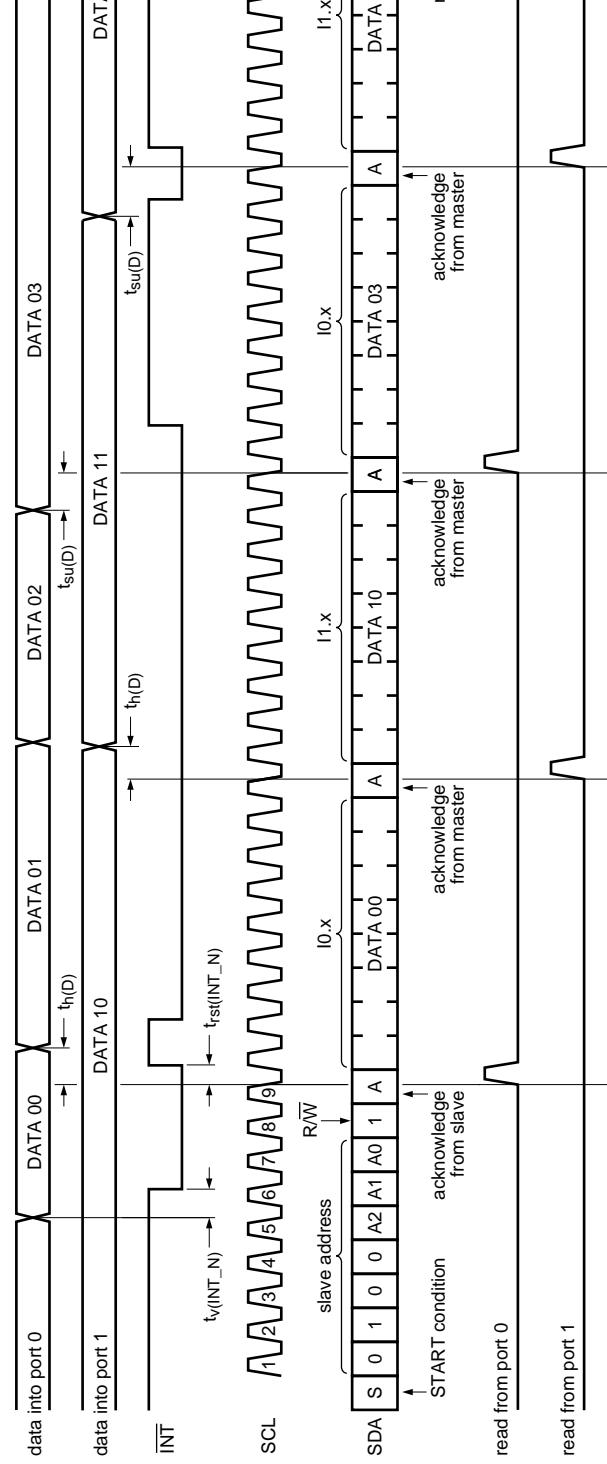 data into port 0
DATA 00
DATA 01
DATA 02
DATA 03
th(D)
tsu(D)
data into port 1
DATA 10
DATA 11
DATA
th(D)
tsu(D)
INT
tv(INT_N)
trst(INT_N)
SCL
1 2 3 4 5 6 7 8 9
slave address
R/W
I0.x
I1.x
I0.x
I1.x
SDA
S 0 1 0 0 A2 A1 A0 1 A
DATA 00
A
DATA 10
A
DATA 03
A
DATA
START condition
acknowledge
from slave
acknowledge
from master
acknowledge
from master
acknowledge
from master
read from port 0
read from port 1